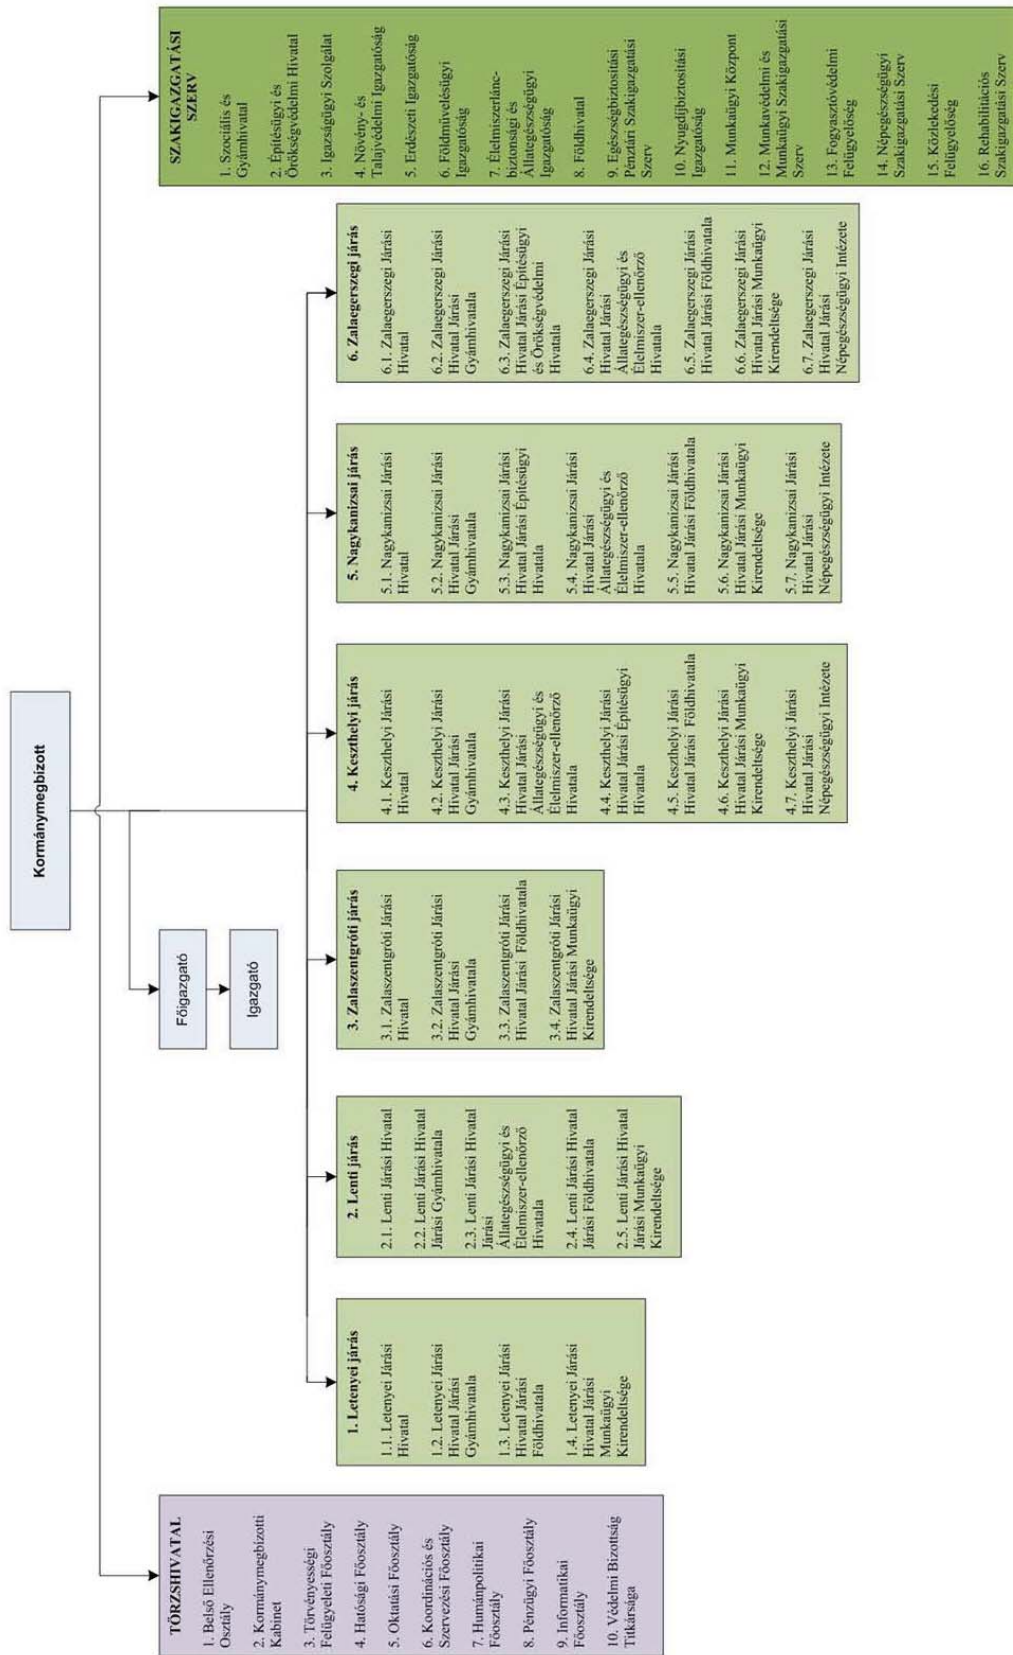 Kormánymegbizott
Főigazgató
Igazgató
TÖRZSHIVATAL
1. Belső Ellenőrzési
Osztály
2. Kormánymegbízotti
Kabinet
3. Törvényességi
Felügyeleti Főosztály
4. Hatósági Főosztály
5. Oktatási Főosztály
6. Koordinációs és
Szervezési Főosztály
7. Humánpolitikai
Főosztály
8. Pénzügyi Főosztály
9. Informatikai
Főosztály
10. Védelmi Bizottság
Titkársága
1. Letenyei járás
1.1. Letenyei Járási
Hivatal
1.2. Letenyei Járási
Hivatal Járási
Gyámhivatala
1.3. Letenyei Járási
Hivatal Járási
Földhivatala
1.4. Letenyei Járási
Hivatal Járási
Munkaügyi
Kirendeltsége
2. Lenti járás
2.1. Lenti Járási Hivatal
2.2. Lenti Járási Hivatal
Járási Gyámhivatala
2.3. Lenti Járási Hivatal
Járási
Állategészségügyi és
Élelmiszer-ellenőrző
Hivatala
2.4. Lenti Járási Hivatal
Járási Földhivatala
2.5. Lenti Járási Hivatal
Járási Munkaügyi
Kirendeltsége
3. Zalaszentgróti járás
3.1. Zalaszentgróti Járási
Hivatal
3.2. Zalaszentgróti Járási
Hivatal Járási
Gyámhivatala
3.3. Zalaszentgróti Járási
Hivatal Járási Földhivatala
3.4. Zalaszentgróti Járási
Hivatal Járási Munkaügyi
Kirendeltsége
4. Keszthelyi járás
4.1. Keszthelyi Járási
Hivatal
4.2. Keszthelyi Járási
Hivatal Járási
Gyámhivatala
4.3. Keszthelyi Járási
Hivatal Járási
Állategészségügyi és
Élelmiszer-ellenőrző
Hivatala
4.4. Keszthelyi Járási
Hivatal Járási Építésügyi
Hivatala
4.5. Keszthelyi Járási
Hivatal Járási Földhivatala
4.6. Keszthelyi Járási
Hivatal Járási Munkaügyi
Kirendeltsége
4.7. Keszthelyi Járási
Hivatal Járási
Népegészségügyi Intézete
5. Nagykanizsai járás
5.1. Nagykanizsai Járási
Hivatal
5.2. Nagykanizsai Járási
Hivatal Járási
Gyámhivatala
5.3. Nagykanizsai Járási
Hivatal Járási Építésügyi
Hivatala
5.4. Nagykanizsai Járási
Hivatal Járási
Állategészségügyi és
Élelmiszer-ellenőrző
Hivatala
5.5. Nagykanizsai Járási
Hivatal Járási Földhivatala
5.6. Nagykanizsai Járási
Hivatal Járási Munkaügyi
Kirendeltsége
5.7. Nagykanizsai Járási
Hivatal Járási
Népegészségügyi Intézete
6. Zalaegerszegi járás
6.1. Zalaegerszegi Járási
Hivatal
6.2. Zalaegerszegi Járási
Hivatal Járási
Gyámhivatala
6.3. Zalaegerszegi Járási
Hivatal Járási Építésügyi
és Örökségvédelmi
Hivatala
6.4. Zalaegerszegi Járási
Hivatal Járási
Állategészségügyi és
Élelmiszer-ellenőrző
Hivatala
6.5. Zalaegerszegi Járási
Hivatal Járási Földhivatala
6.6. Zalaegerszegi Járási
Hivatal Járási Munkaügyi
Kirendeltsége
6.7. Zalaegerszegi Járási
Hivatal Járási
Népegészségügyi Intézete
SZAKIGAZGATÁSI
SZERV
1. Szociális és
Gyámhivatal
2. Építésügyi és
Örökségvédelmi Hivatal
3. Igazságügyi Szolgálat
4. Növény- és
Talajvédelmi Igazgatóság
5. Erdészeti Igazgatóság
6. Földművelésügyi
Igazgatóság
7. Élelmiszerlánc-
biztonsági és
Állategészségügyi
Igazgatóság
8. Földhivatal
9. Egészségbiztosítási
Pénztári Szakigazgatási
Szerv
10. Nyugdíjbiztosítási
Igazgatóság
11. Munkaügyi Központ
12. Munkavédelmi és
Munkaügyi Szakigazgatási
Szerv
13. Fogyasztóvédelmi
Felügyelőség
14. Népegészségügyi
Szakigazgatási Szerv
15. Közlekedési
Felügyelőség
16. Rehabilitációs
Szakigazgatási Szerv